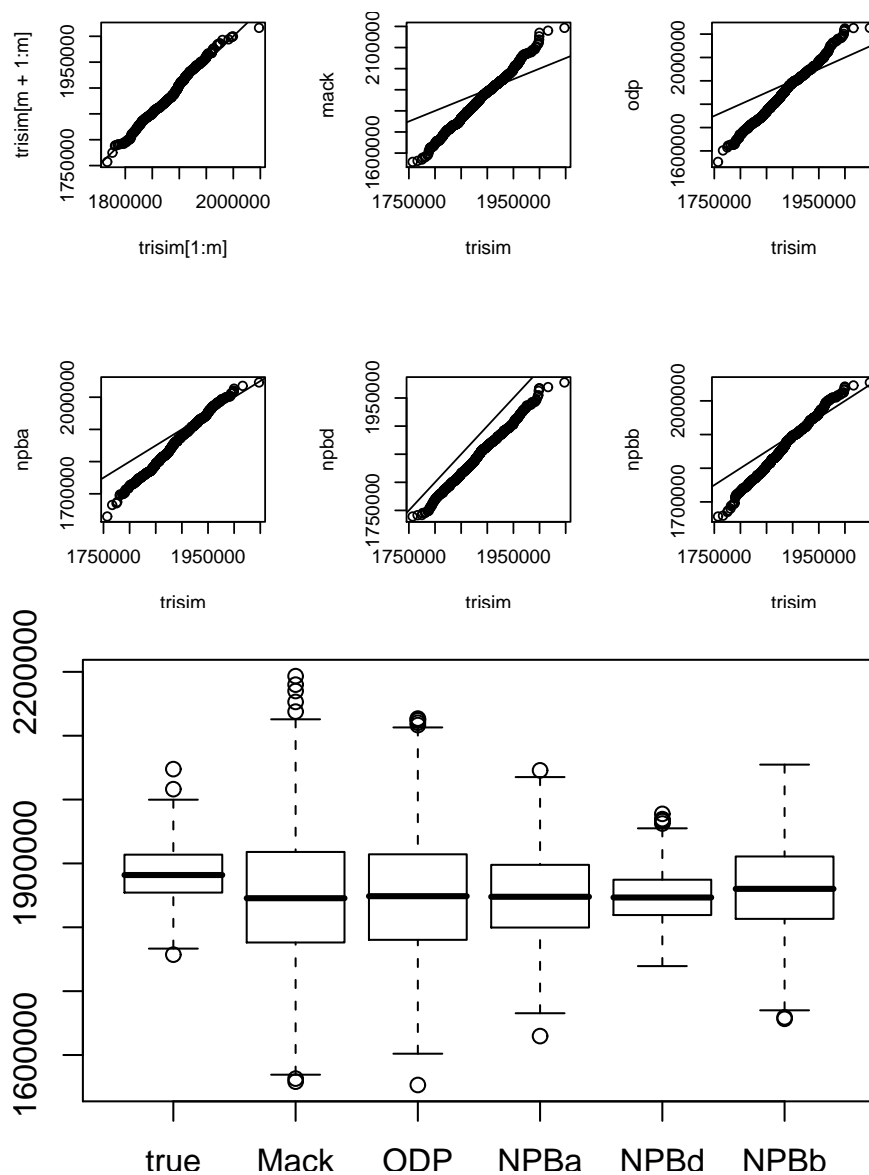 trisim[m + 1:m]
1750000 1950000
1800000 2000000
trisim[1:m]
mack
1600000 2100000
1750000 1950000
trisim
odp
1600000 2000000
1750000 1950000
trisim
npba
1700000 2000000
1750000 1950000
trisim
npbd
1750000 1950000
1750000 1950000
trisim
npbb
1700000 2000000
1750000 1950000
trisim
1600000 1900000 2200000
true Mack ODP NPBa NPBd NPBb